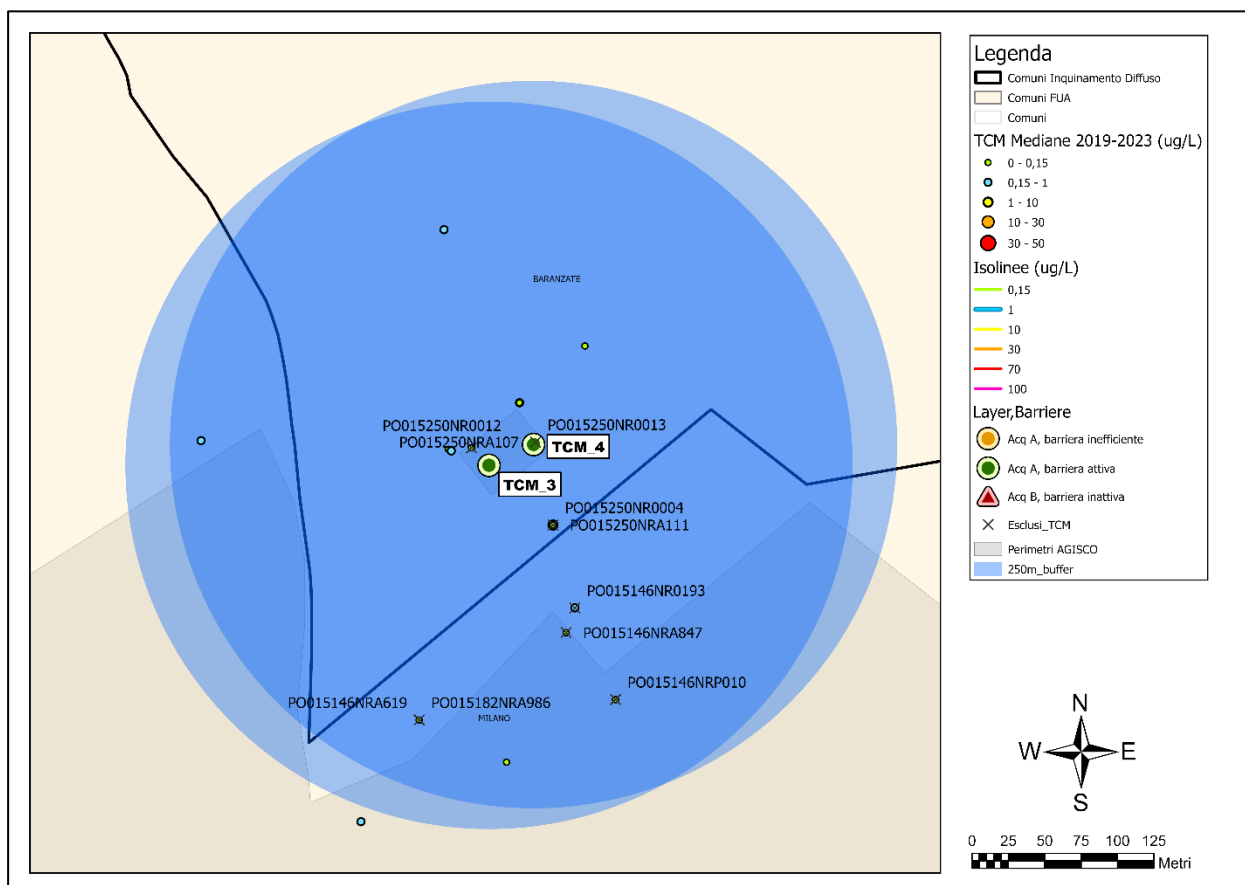 BARANZATE
PO015250NR0012
PO015250NR0013
PO015250NRA107
TCM_4
TCM_3
PO015250NR0004
PO015250NRA111
PO015146NR0193
PO015146NRA847
PO015146NRP010
PO015146NRA619
PO015182NRA986
MILANO
Legenda
Comuni Inquinamento Diffuso
Comuni FUA
Comuni
TCM Mediane 2019-2023 (ug/L)
0 - 0,15
0,15 - 1
1 - 10
10 - 30
30 - 50
Isolinee (ug/L)
0,15
1
10
30
70
100
Layer,Barriere
Acq A, barriera inefficiente
Acq A, barriera attiva
Acq B, barriera inattiva
Esclusi_TCM
Perimetri AGISCO
250m_buffer
N
W E
S
0 25 50 75 100 125
Metri